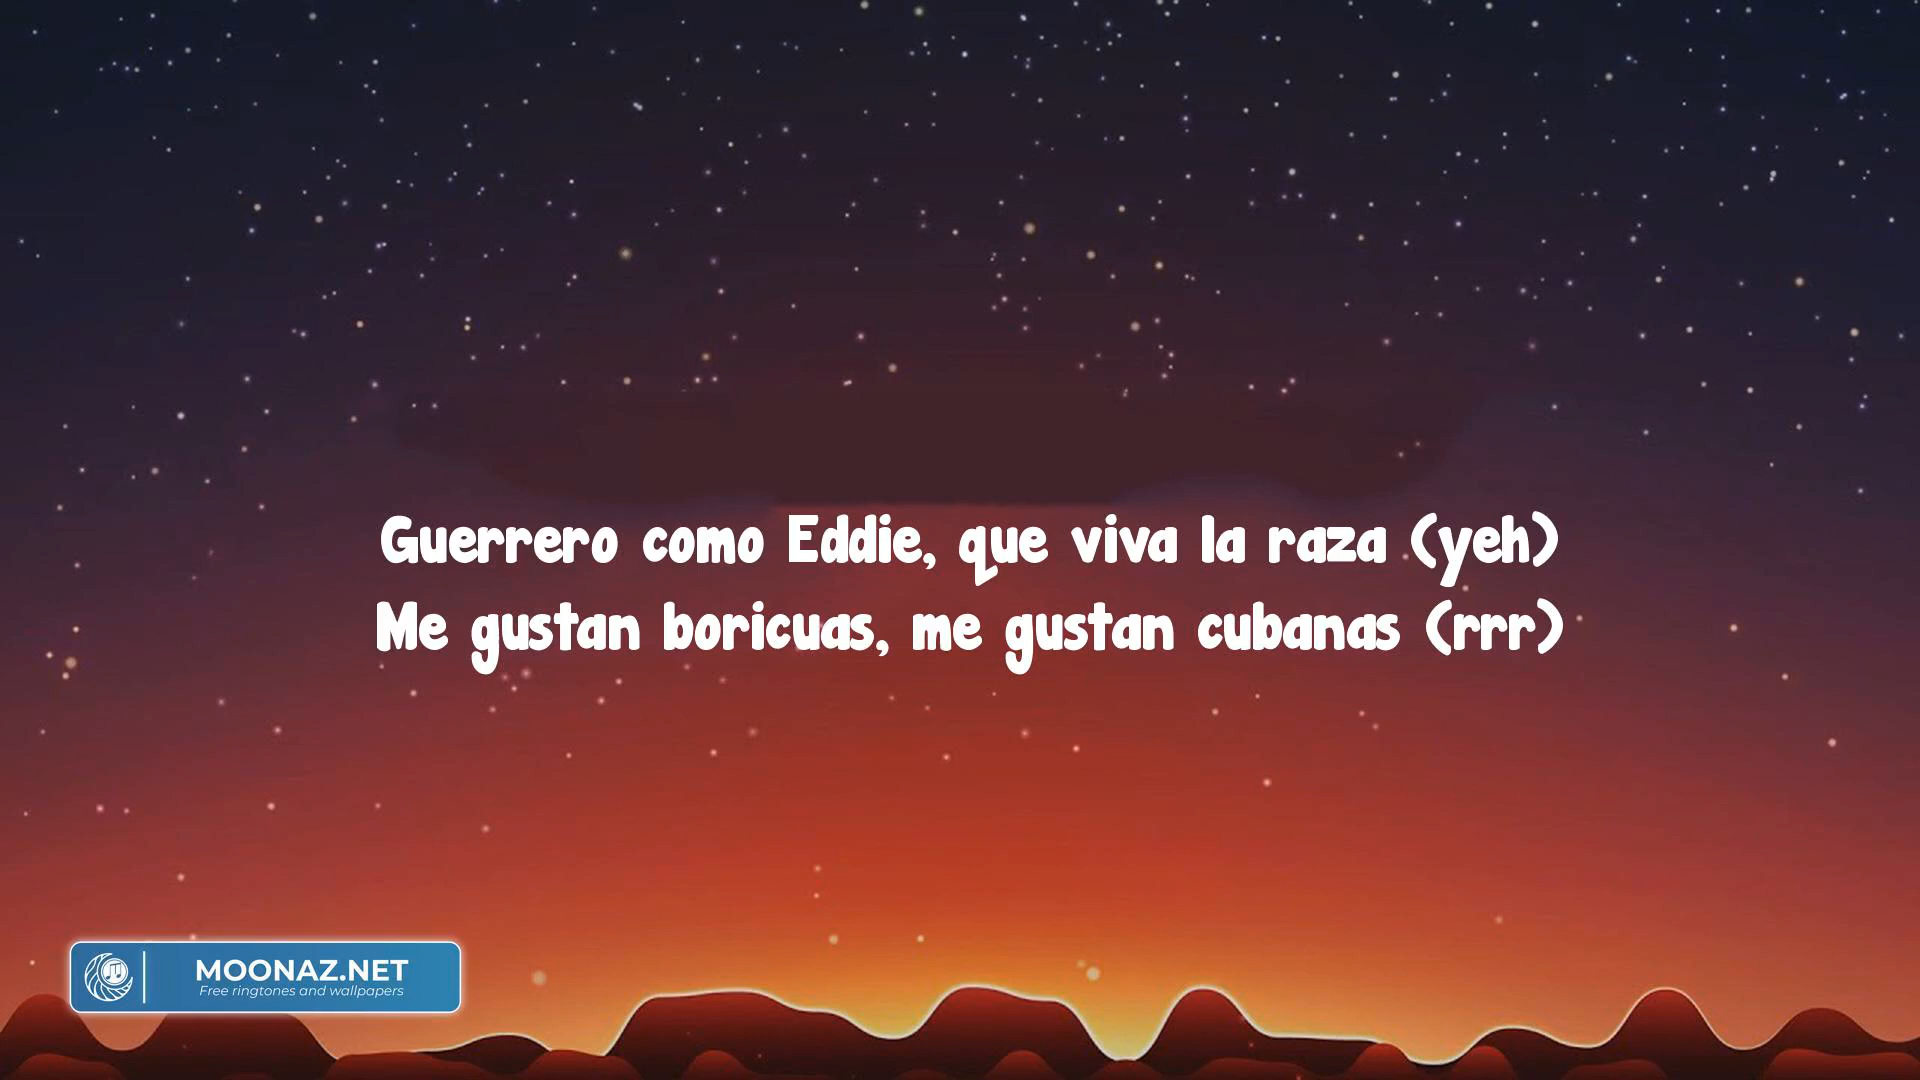 Guerrero como Eddie, que viva la raza (yeh)
Me gustan boricuas, me gustan cubanas (rrr)
MOONAZ.NET
Free ringtones and wallpapers